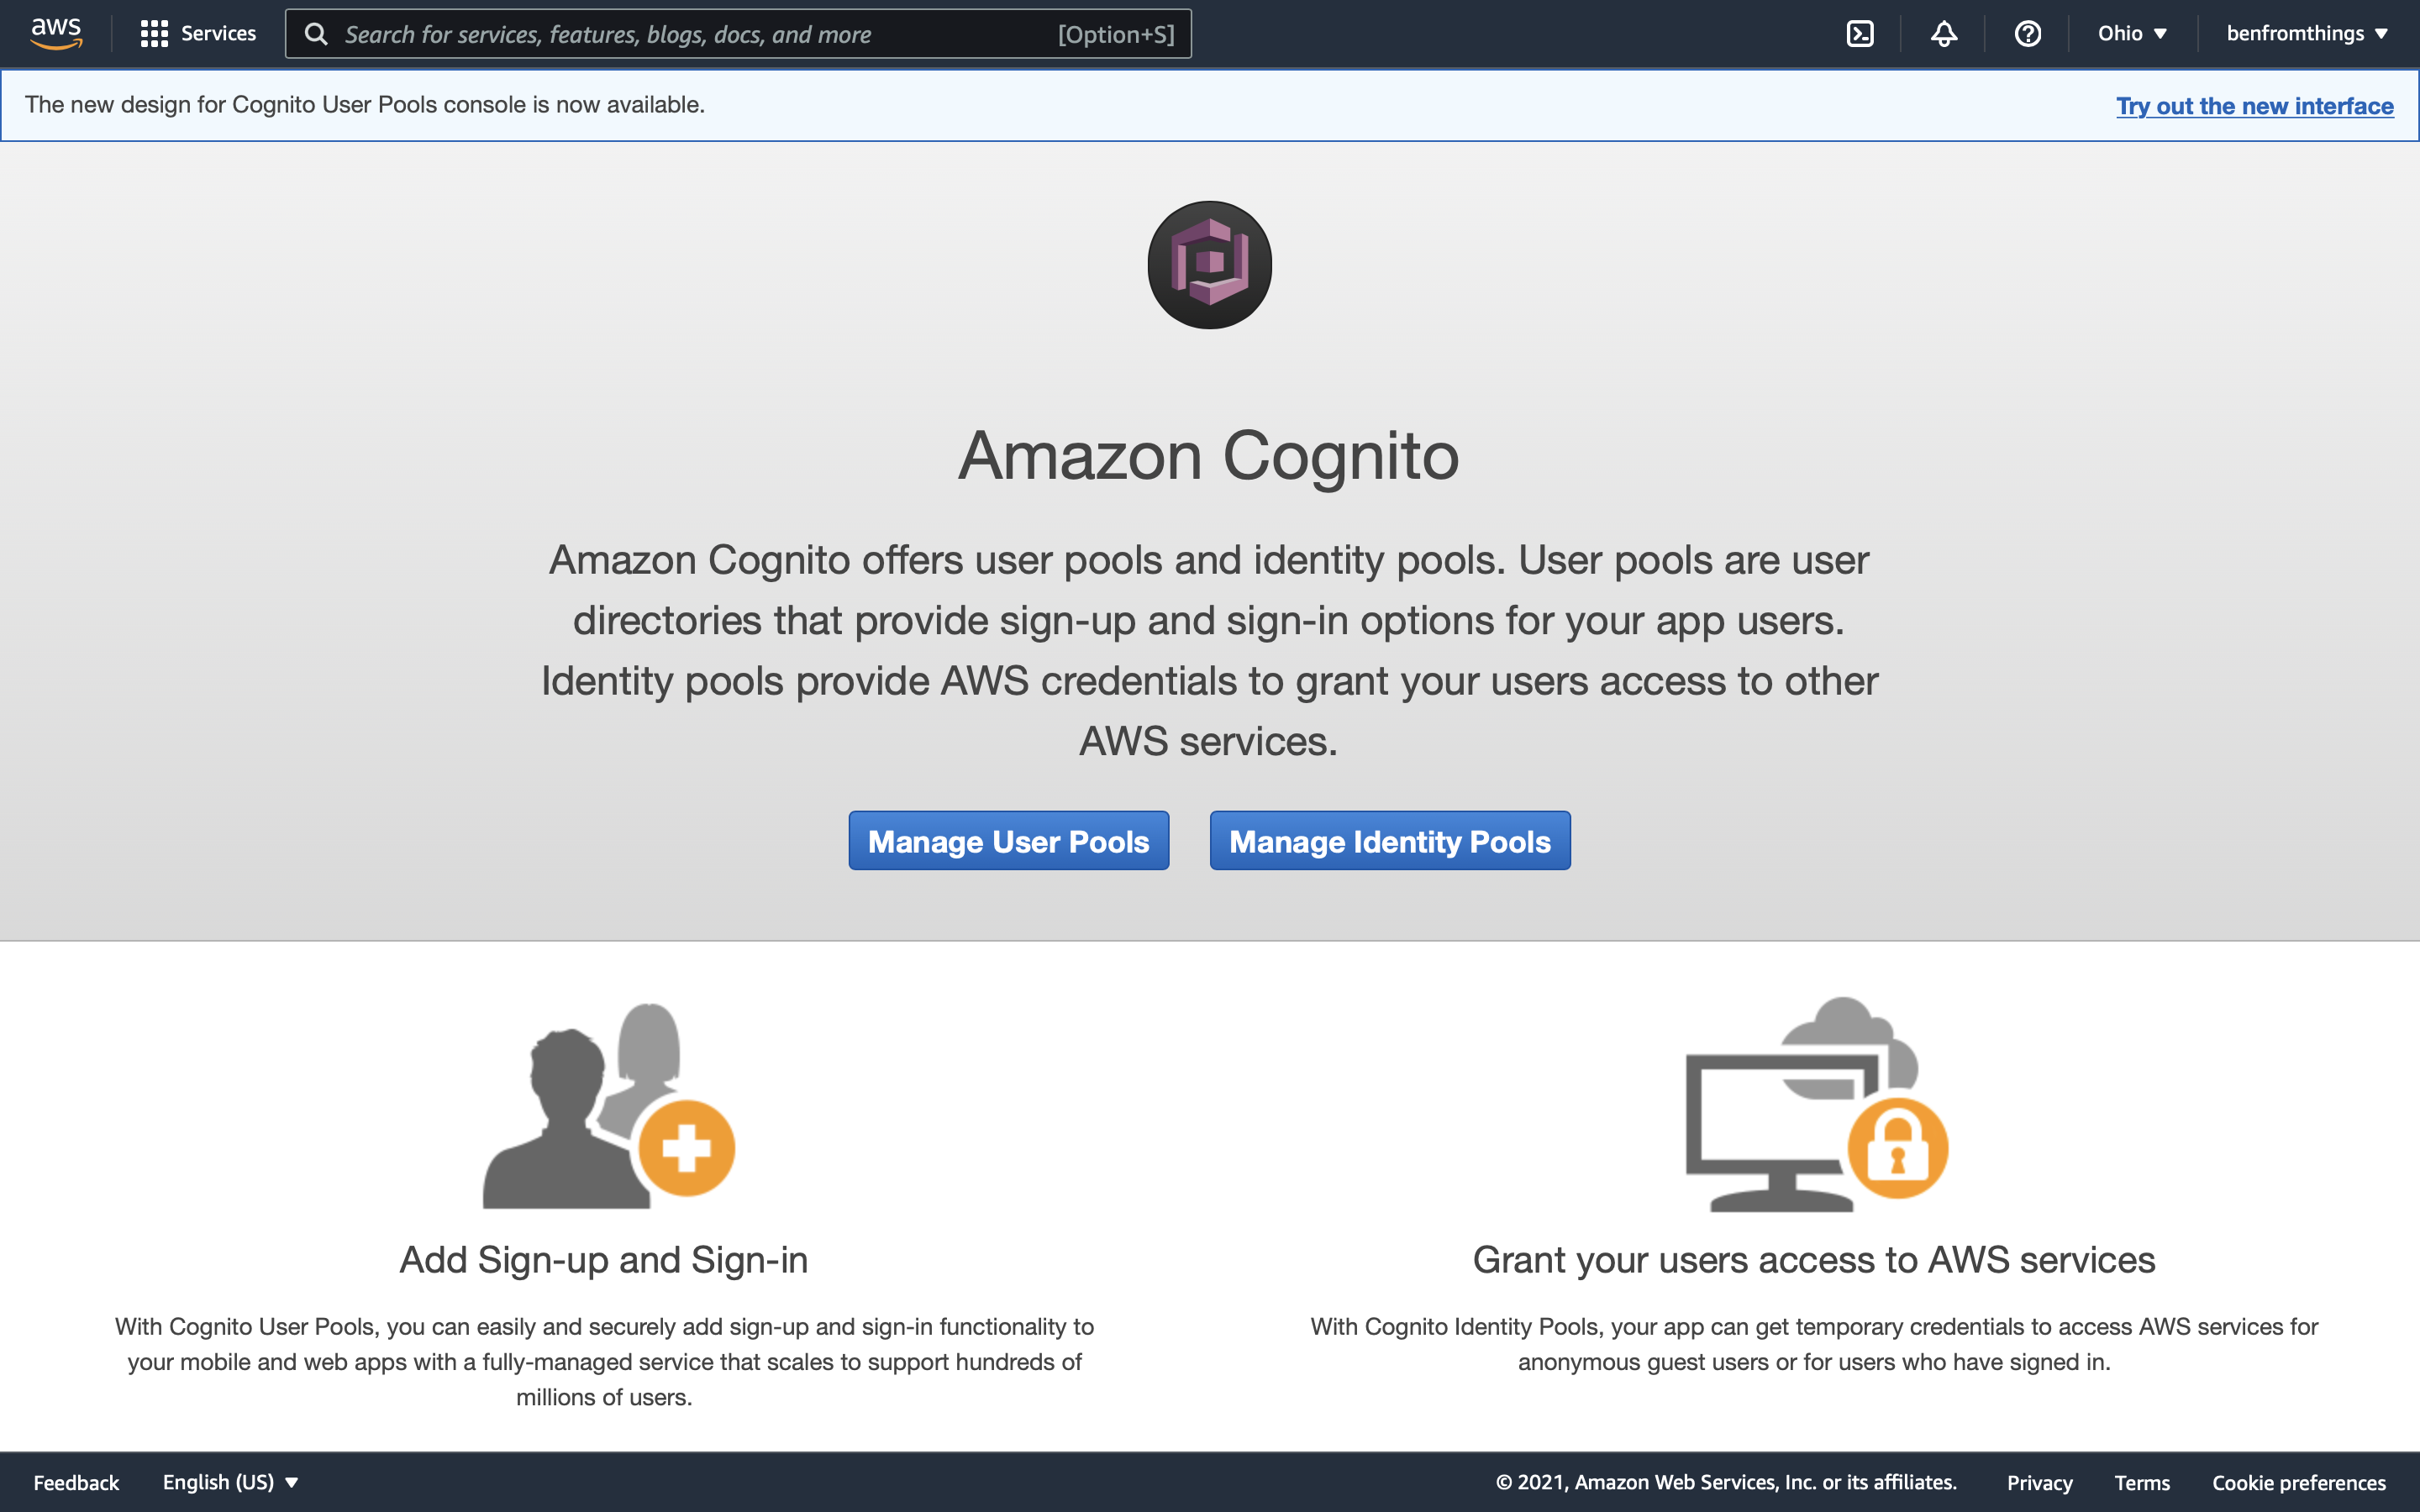 aws
Services
Search for services, features, blogs, docs, and more
[Option+S]
Ohio
benfromthings
The new design for Cognito User Pools console is now available.
Try out the new interface
Amazon Cognito
Amazon Cognito offers user pools and identity pools. User pools are user
directories that provide sign-up and sign-in options for your app users.
Identity pools provide AWS credentials to grant your users access to other
AWS services.
Manage User Pools
Manage Identity Pools
Add Sign-up and Sign-in
With Cognito User Pools, you can easily and securely add sign-up and sign-in functionality to
your mobile and web apps with a fully-managed service that scales to support hundreds of
millions of users.
Grant your users access to AWS services
With Cognito Identity Pools, your app can get temporary credentials to access AWS services for
anonymous guest users or for users who have signed in.
Feedback
English (US)
© 2021, Amazon Web Services, Inc. or its affiliates.
Privacy
Terms
Cookie preferences